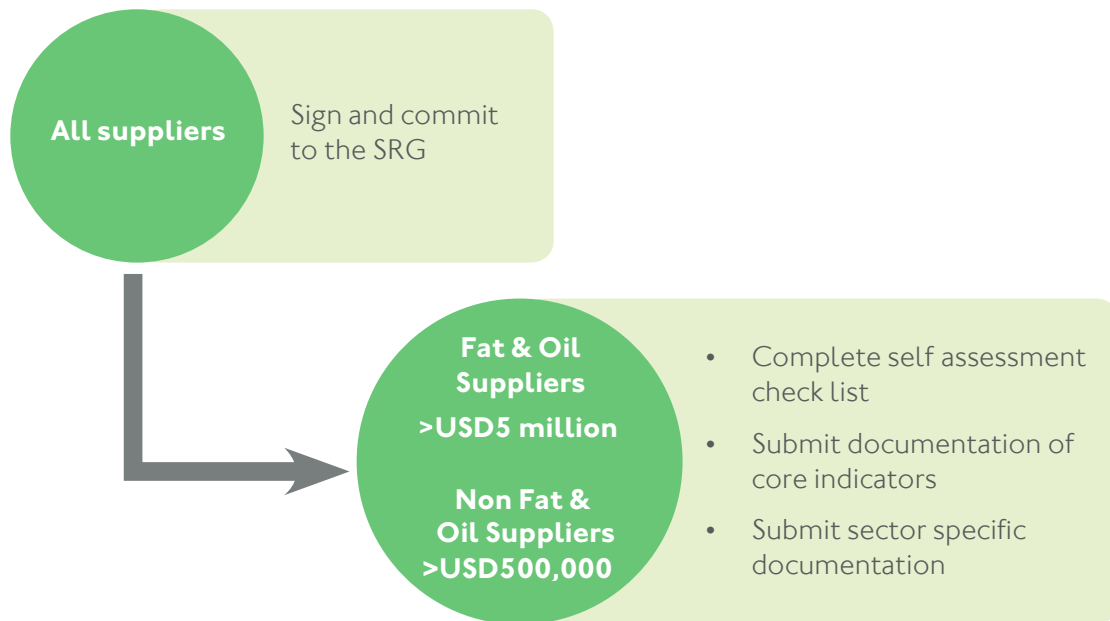 All suppliers
Sign and commit
to the SRG
Fat & Oil
Suppliers
>USD5 million
Non Fat &
Oil Suppliers
>USD500,000
• Complete self assessment
check list
• Submit documentation of
core indicators
• Submit sector specific
documentation